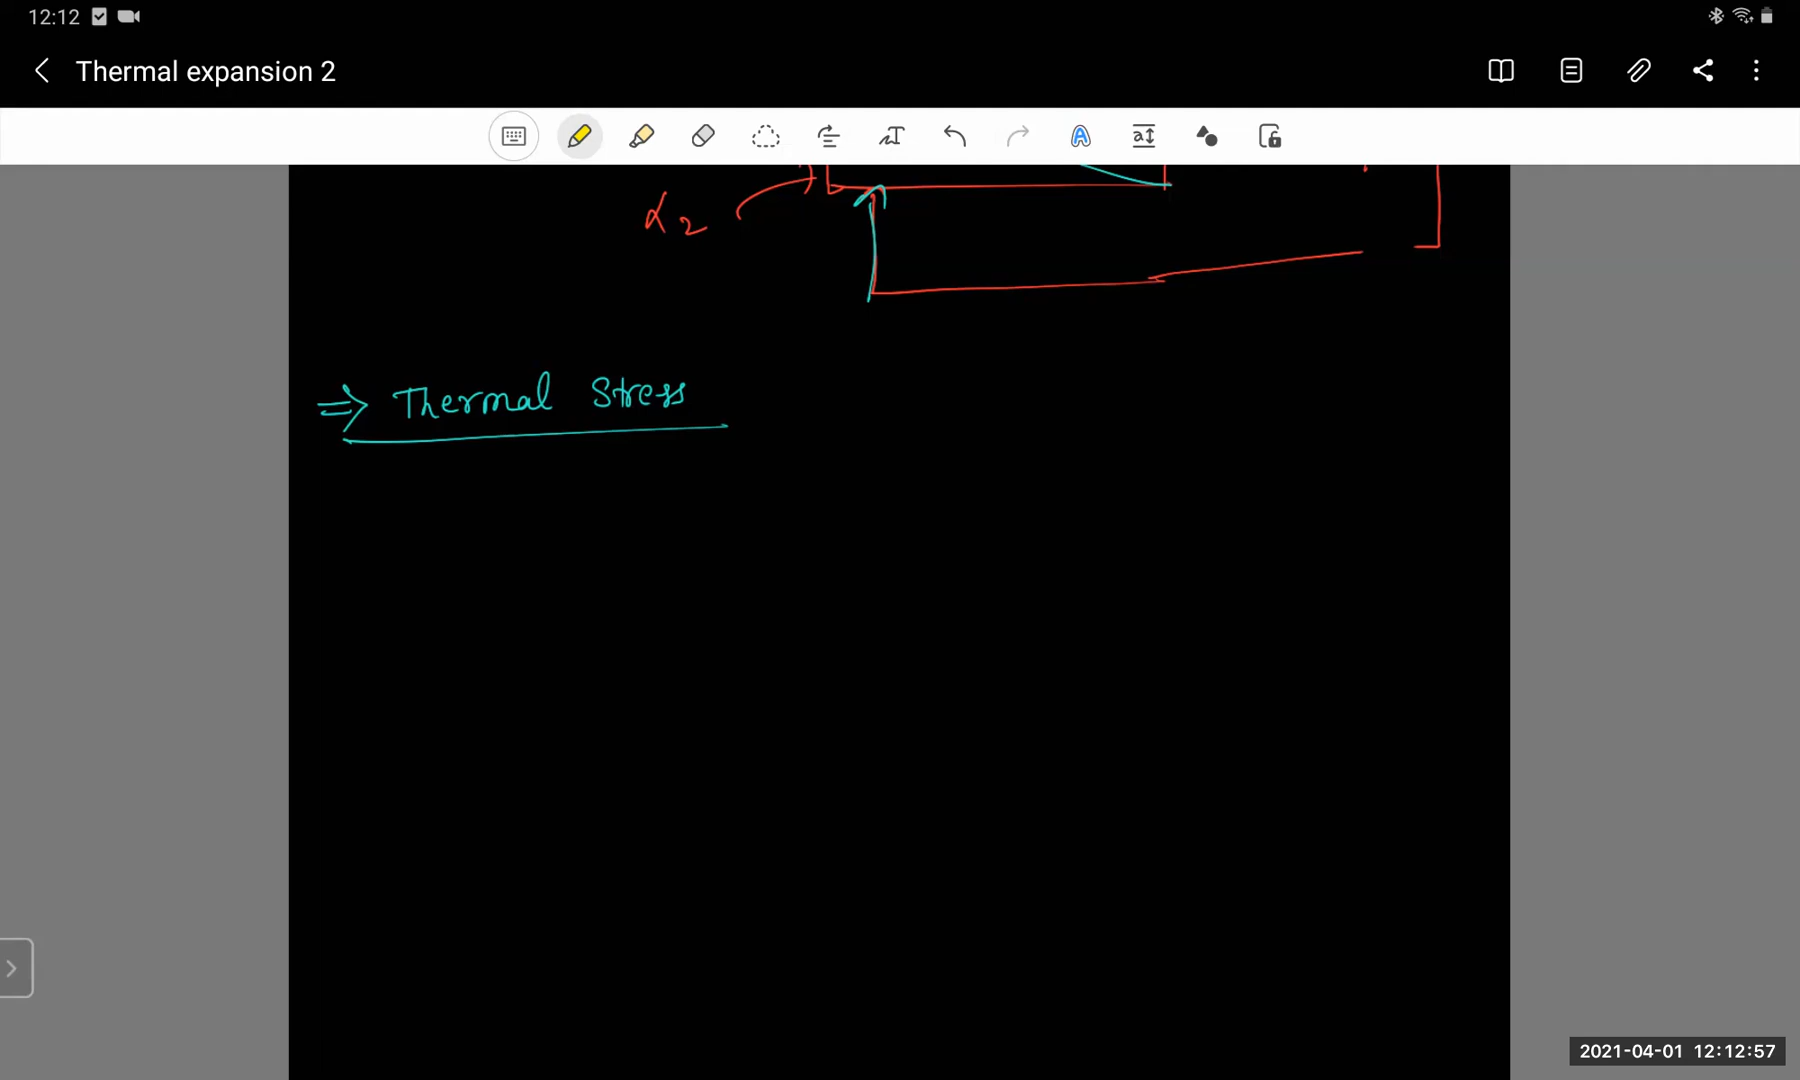 12:12
Thermal expansion 2
α2
⇒ Thermal Stress
2021-04-01 12:12:57